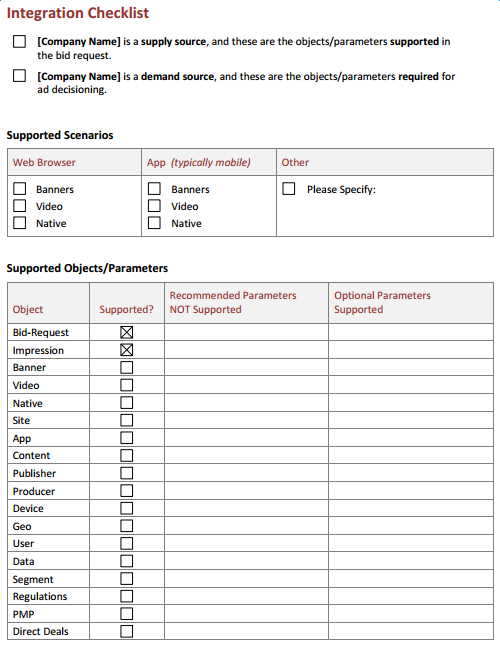 Integration Checklist
[Company Name] is a supply source, and these are the objects/parameters supported in
the bid request.
[Company Name] is a demand source, and these are the objects/parameters required for
ad decisioning.
Supported Scenarios
Web Browser App (typically mobile) Other
Banners Banners Please Specify:
Video Video
Native Native
Supported Objects/Parameters
Recommended Parameters Optional Parameters
Object Supported? NOT Supported Supported
Bid-Request
Impression
Banner
Video
Native
Site
App
Content
Publisher
Producer
Device
Geo
User
Data
Segment
Regulations
PMP
Direct Deals